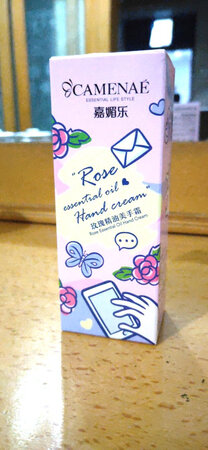 CAMENAÉ
ESSENTIAL LIFE STYLE
嘉媚乐
"Rose
essential oil
Hand cream"
玫瑰精油美手霜
Rose Essential Oil Hand Cream